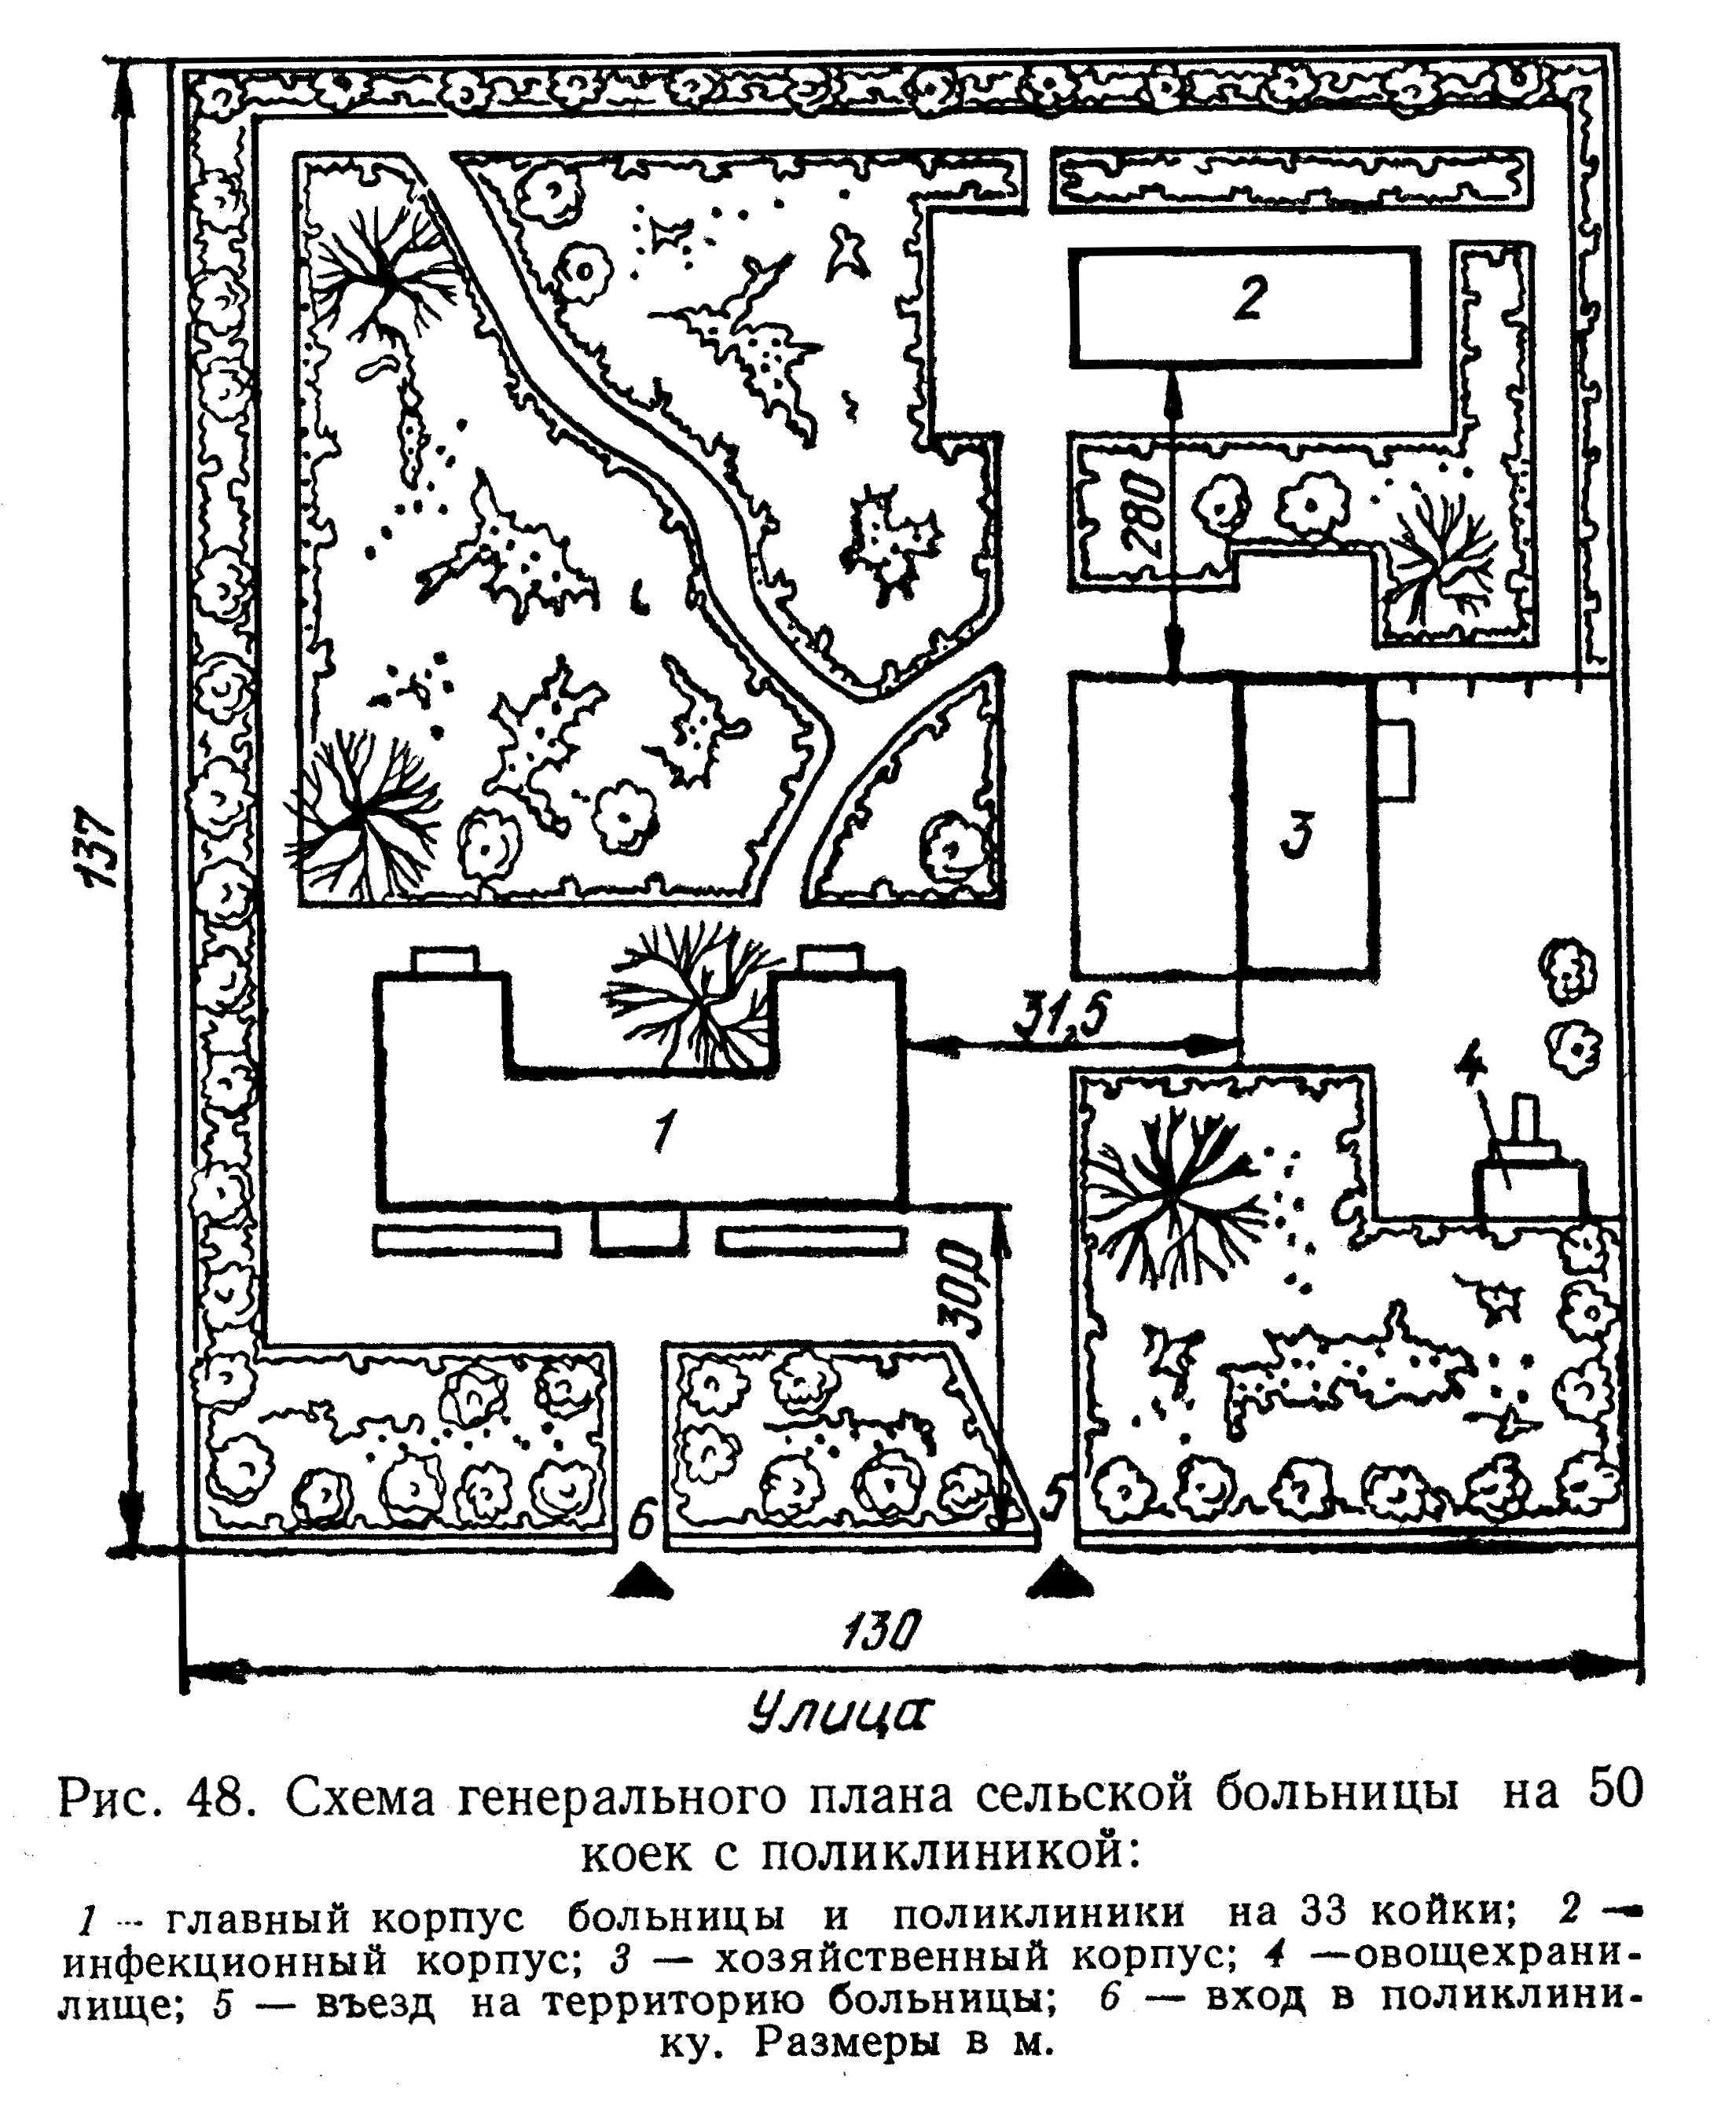 2
280
137
3
31,5
4
1
30,0
5
6
130
Улица
Рис. 48. Схема генерального плана сельской больницы на 50
коек с поликлиникой:
1 — главный корпус больницы и поликлиники на 33 койки; 2 —
инфекционный корпус; 3 — хозяйственный корпус; 4 —овощехрани-
лище; 5 — въезд на территорию больницы; 6 — вход в поликлини-
ку. Размеры в м.